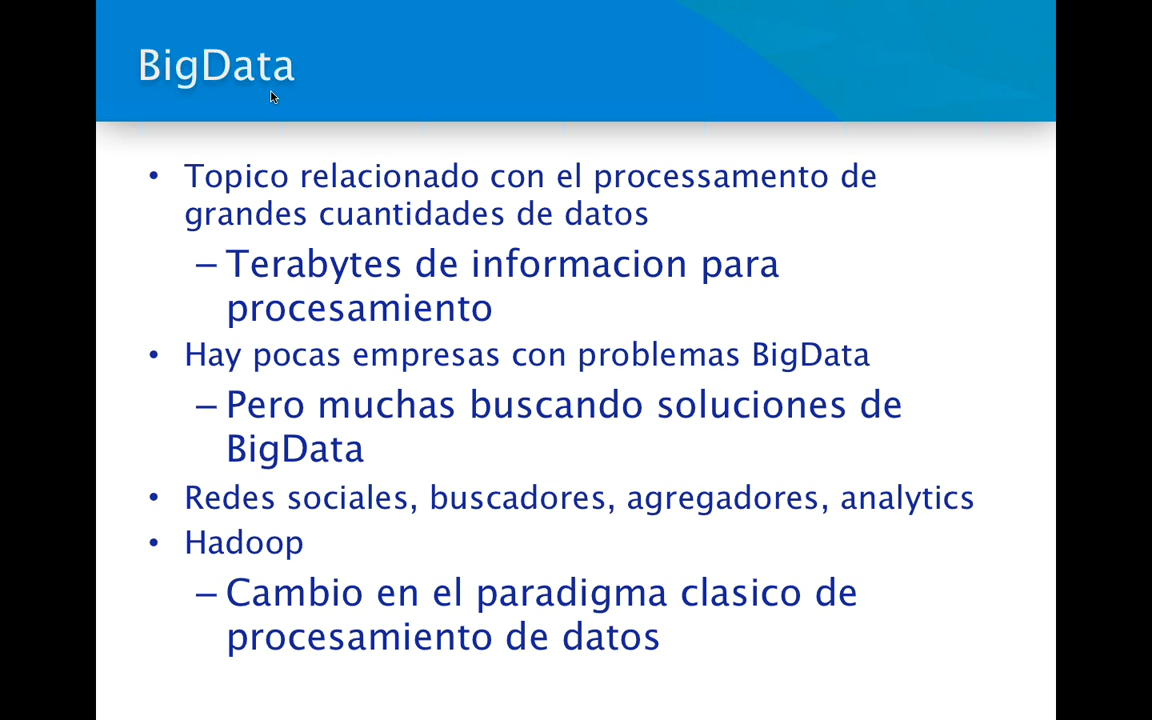 BigData
• Topico relacionado con el processamento de
grandes cuantidades de datos
– Terabytes de informacion para
procesamiento
• Hay pocas empresas con problemas BigData
– Pero muchas buscando soluciones de
BigData
• Redes sociales, buscadores, agregadores, analytics
• Hadoop
– Cambio en el paradigma clasico de
procesamiento de datos